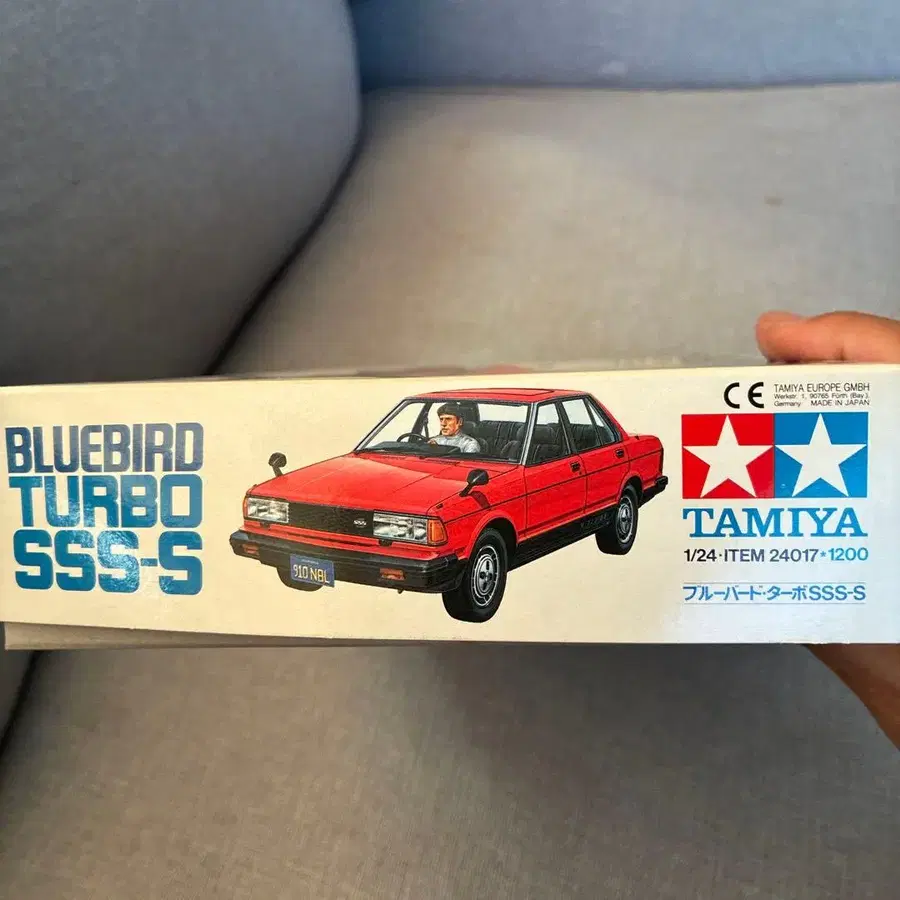 BLUEBIRD
TURBO
SSS-S
SSS
910 NBL
CE TAMIYA EUROPE GMBH
Werkstr. 1, 90765 Fürth (Bay.),
Germany MADE IN JAPAN
TAMIYA
1/24・ITEM 24017★1200
ブルーバード・ターボSSS-S